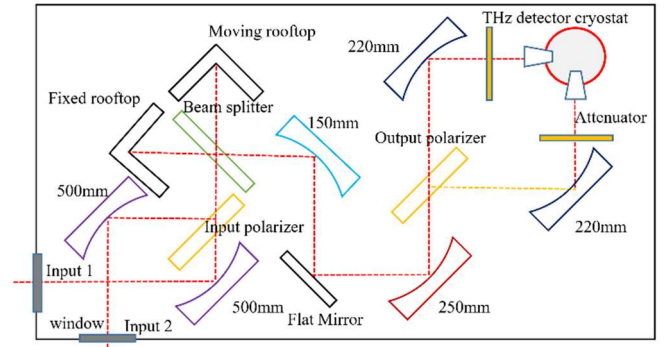 THz detector cryostat
Moving rooftop
220mm
Fixed rooftop
Beam splitter
150mm
Attenuator
Output polarizer
500mm
Input polarizer
220mm
Input 1
500mm
Flat Mirror
250mm
window
Input 2